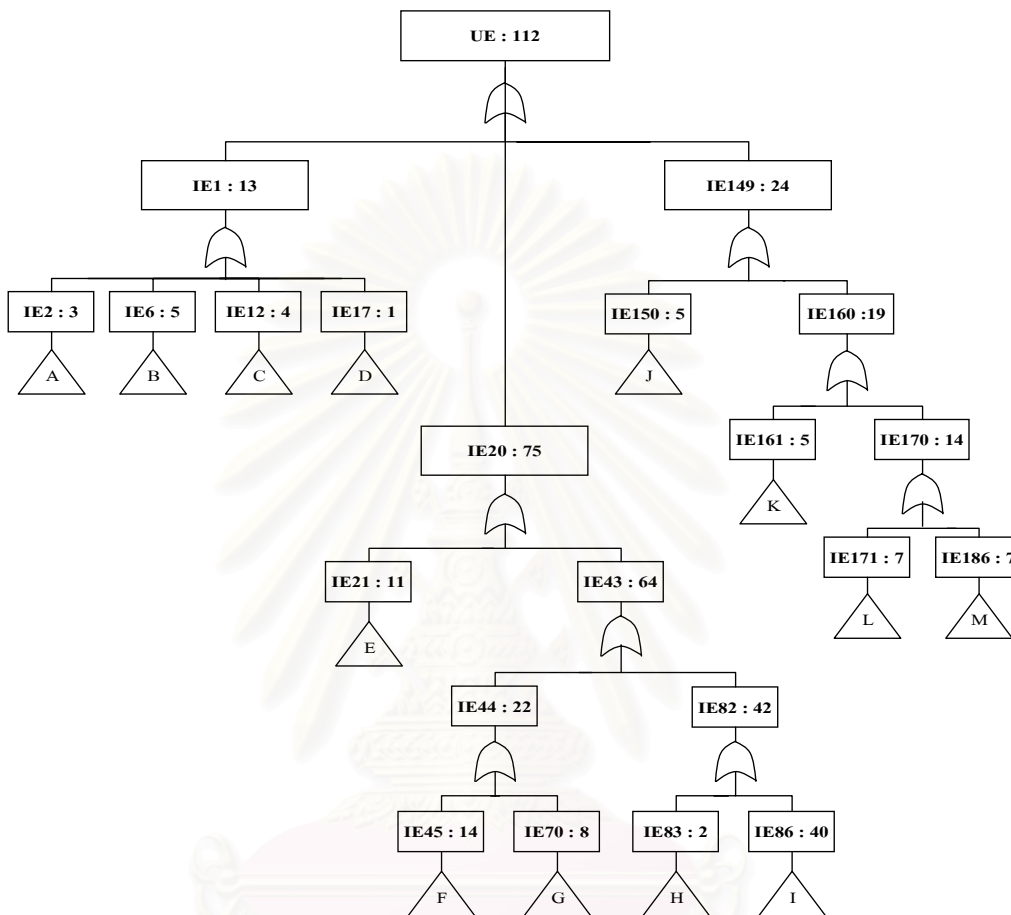 UE : 112
IE1 : 13
IE149 : 24
IE2 : 3
IE6 : 5
IE12 : 4
IE17 : 1
IE150 : 5
IE160 :19
A
B
C
D
J
IE20 : 75
IE161 : 5
IE170 : 14
K
IE21 : 11
IE43 : 64
IE171 : 7
IE186 : 7
E
L
M
IE44 : 22
IE82 : 42
IE45 : 14
IE70 : 8
IE83 : 2
IE86 : 40
F
G
H
I